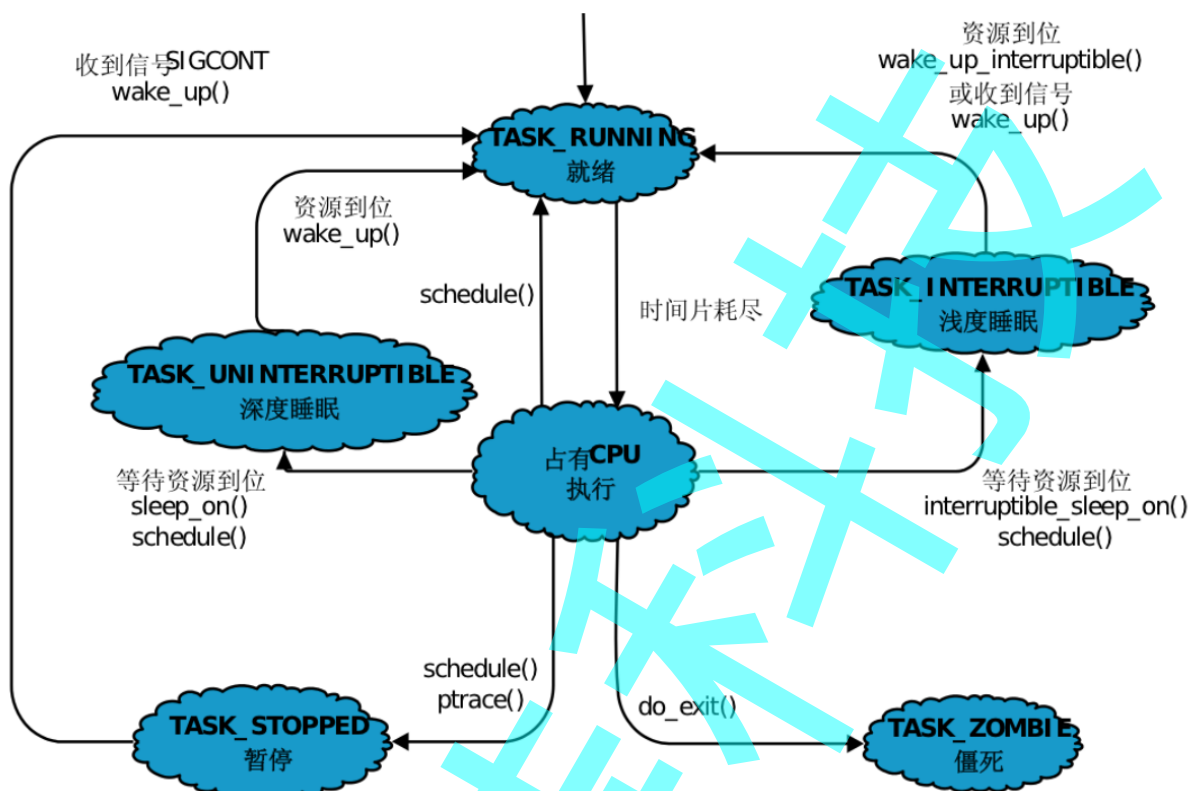 收到信号SIGCONT
wake_up()
资源到位
wake_up_interruptible()
或收到信号
wake_up()
TASK_RUNNING
就绪
资源到位
wake_up()
schedule()
时间片耗尽
TASK_INTERRUPTIBLE
浅度睡眠
TASK_UNINTERRUPTIBLE
深度睡眠
占有CPU
执行
等待资源到位
sleep_on()
schedule()
等待资源到位
interruptible_sleep_on()
schedule()
schedule()
ptrace()
do_exit()
TASK_STOPPED
暂停
TASK_ZOMBIE
僵死